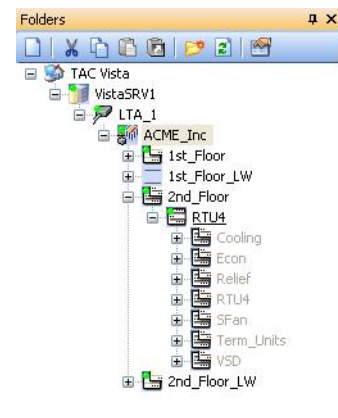 Folders
TAC Vista
VistaSRV1
LTA_1
ACME_Inc
1st_Floor
1st_Floor_LW
2nd_Floor
RTU4
Cooling
Econ
Relief
RTU4
SFan
Term_Units
VSD
2nd_Floor_LW